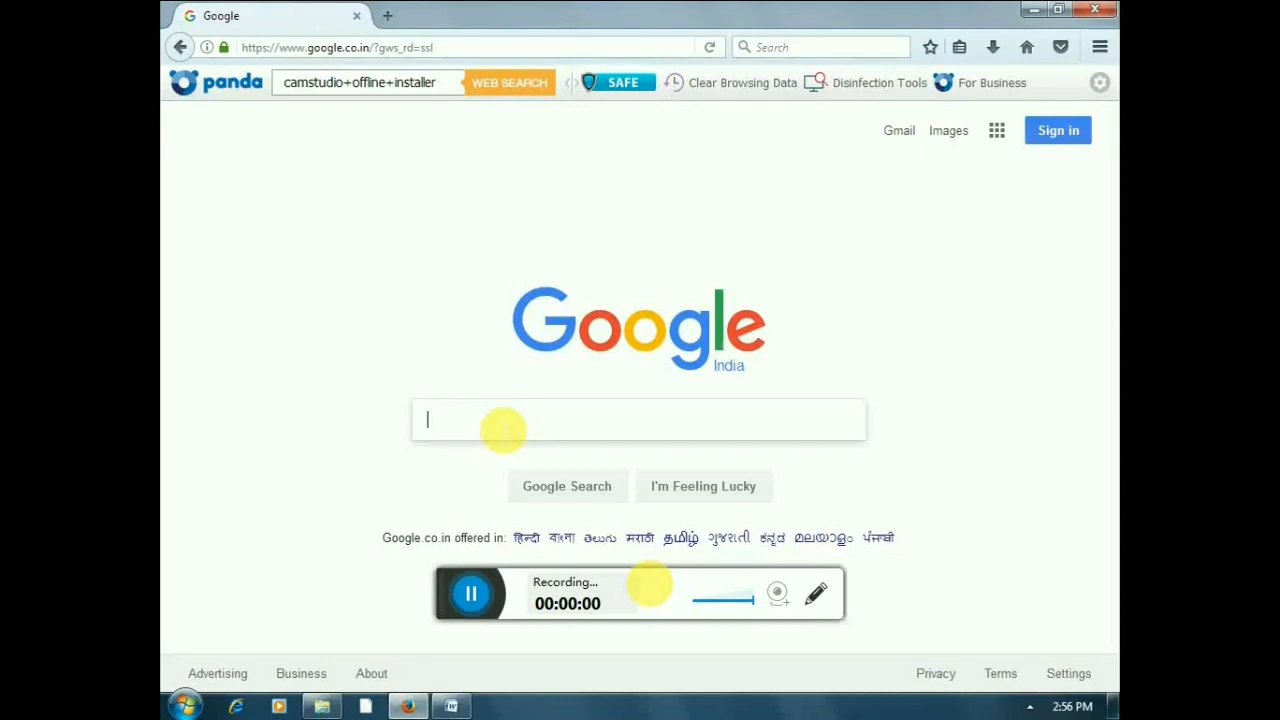 Google
https://www.google.co.in/?gws_rd=ssl
Search
panda
camstudio+offline+installer
WEB SEARCH
SAFE
Clear Browsing Data
Disinfection Tools
For Business
Gmail
Images
Sign in
Google
India
Google Search
I'm Feeling Lucky
Google.co.in offered in: हिन्दी বাংলা తెలుగు मराठी தமிழ் ગુજરાતી ಕನ್ನಡ മലയാളം ਪੰਜਾਬੀ
Recording...
00:00:00
Advertising
Business
About
Privacy
Terms
Settings
2:56 PM